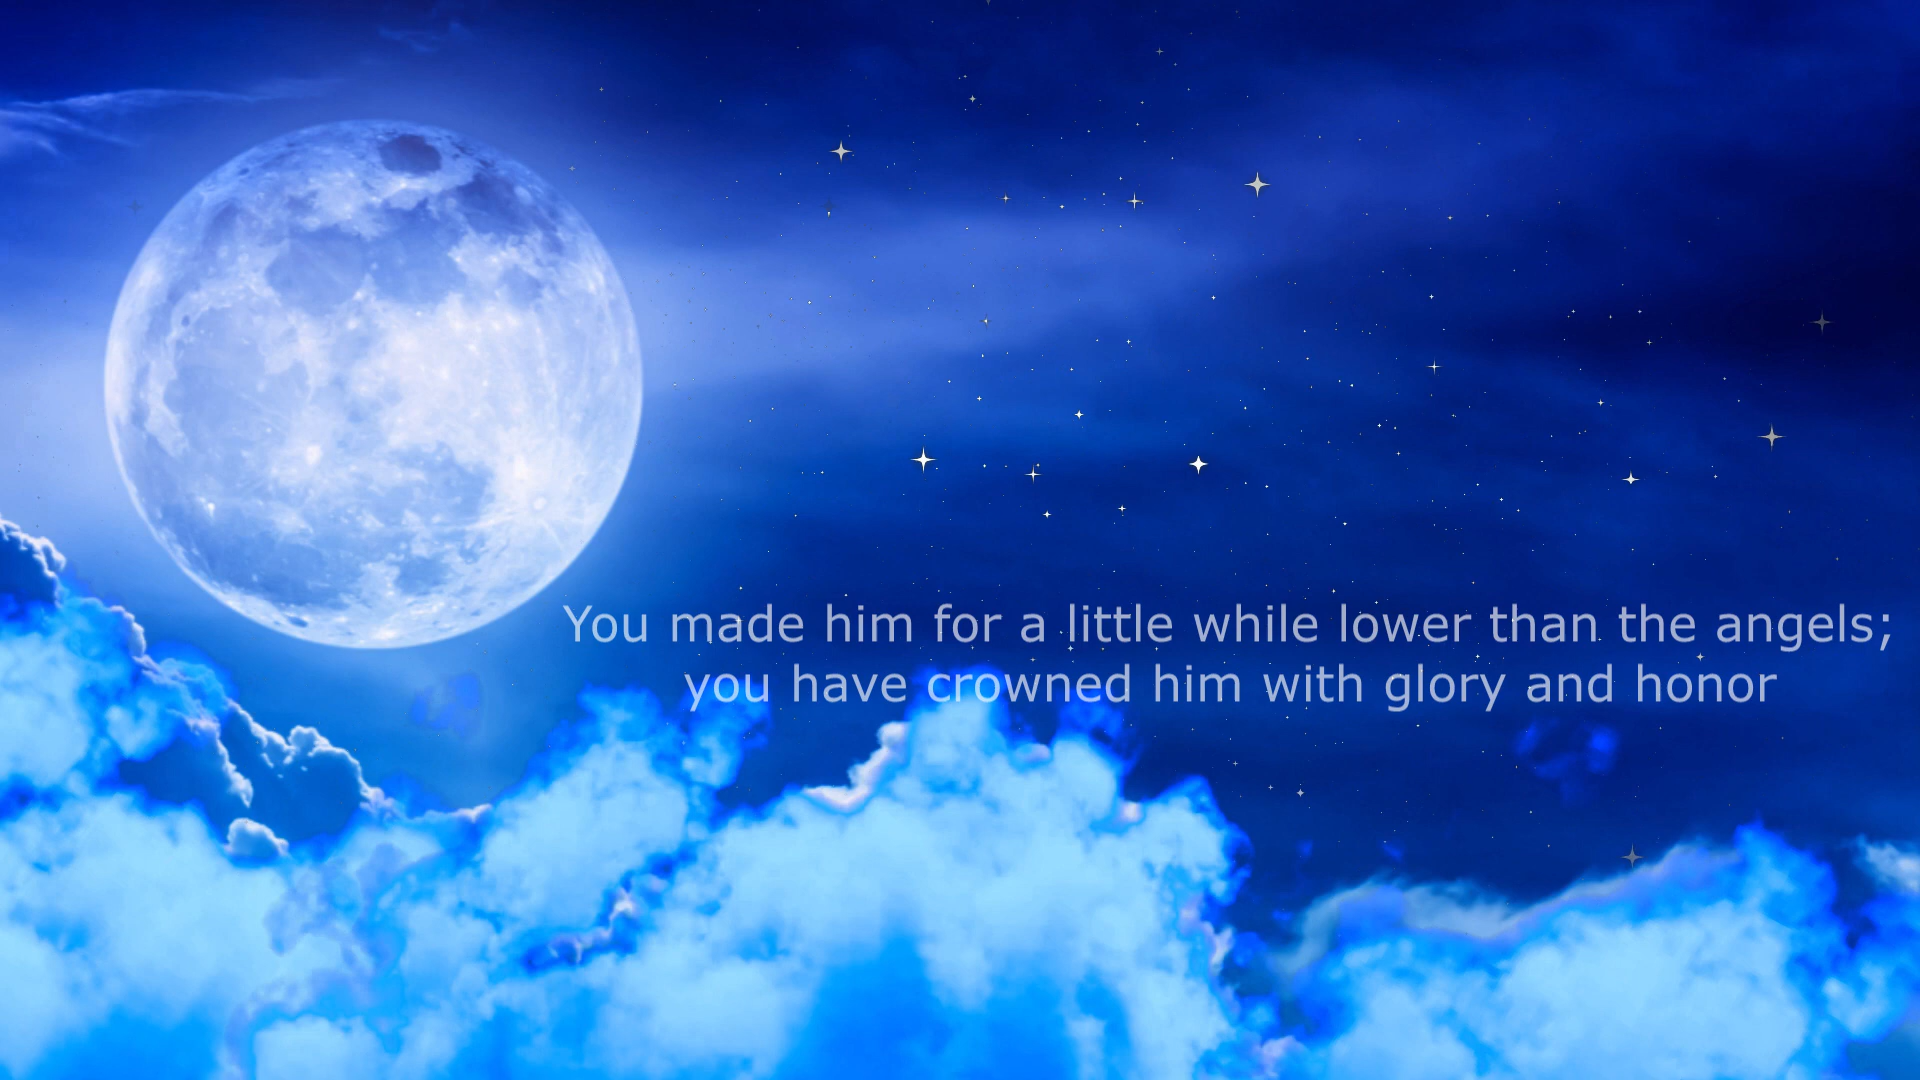 You made him for a little while lower than the angels;
you have crowned him with glory and honor